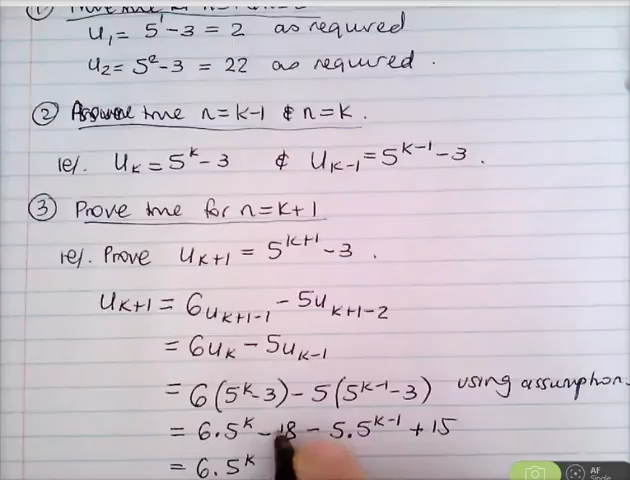 ①
u₁ = 5¹ - 3 = 2 as required
u₂ = 5² - 3 = 22 as required.
② Assume true n=k-1 & n=k.
ie/. uₖ = 5ᵏ - 3 & uₖ₋₁ = 5ᵏ⁻¹ - 3.
③ Prove true for n=k+1
ie/. Prove uₖ₊₁ = 5ᵏ⁺¹ - 3.
uₖ₊₁ = 6uₖ₊₁₋₁ - 5uₖ₊₁₋₂
= 6uₖ - 5uₖ₋₁
= 6(5ᵏ - 3) - 5(5ᵏ⁻¹ - 3) using assumption.
= 6.5ᵏ - 18 - 5.5ᵏ⁻¹ + 15
= 6.5ᵏ
AF
Single